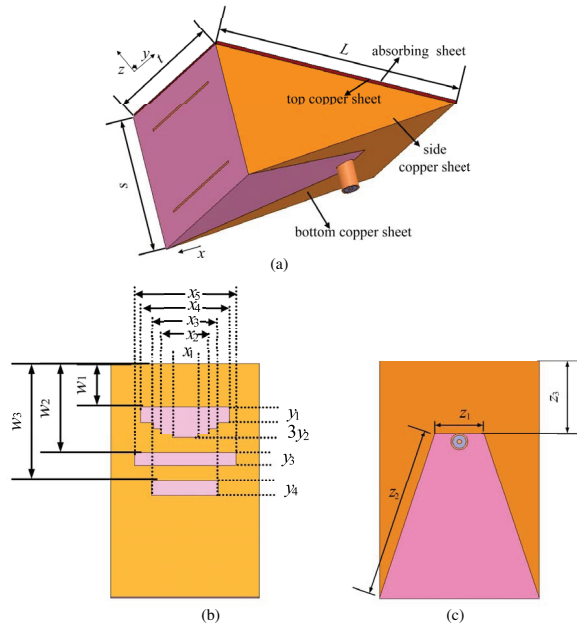 y
z
t
L
absorbing sheet
top copper sheet
side
copper sheet
s
bottom copper sheet
x
(a)
x5
x4
x3
x2
x1
w1
w2
w3
y1
3y2
y3
y4
(b)
z1
z3
z2
(c)